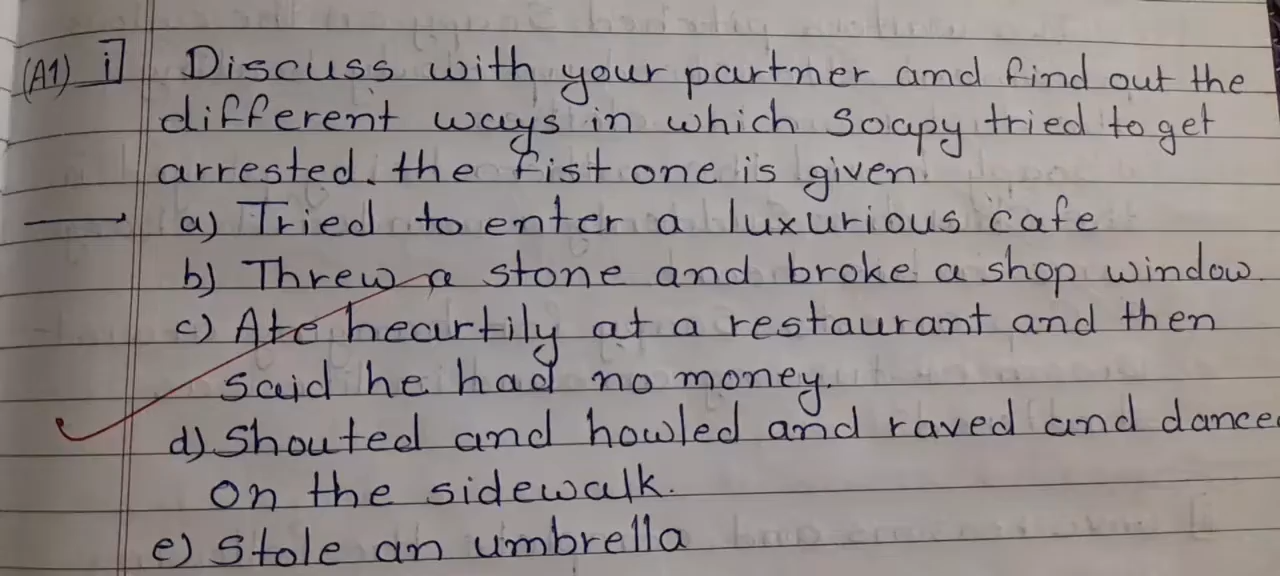 (A1) i] Discuss with your partner and find out the
different ways in which Soapy tried to get
arrested. the fist one is given.
a) Tried to enter a luxurious cafe
b) Threw a stone and broke a shop window.
c) Ate heartily at a restaurant and then
said he had no money.
d) Shouted and howled and raved and dance
on the sidewalk.
e) Stole an umbrella